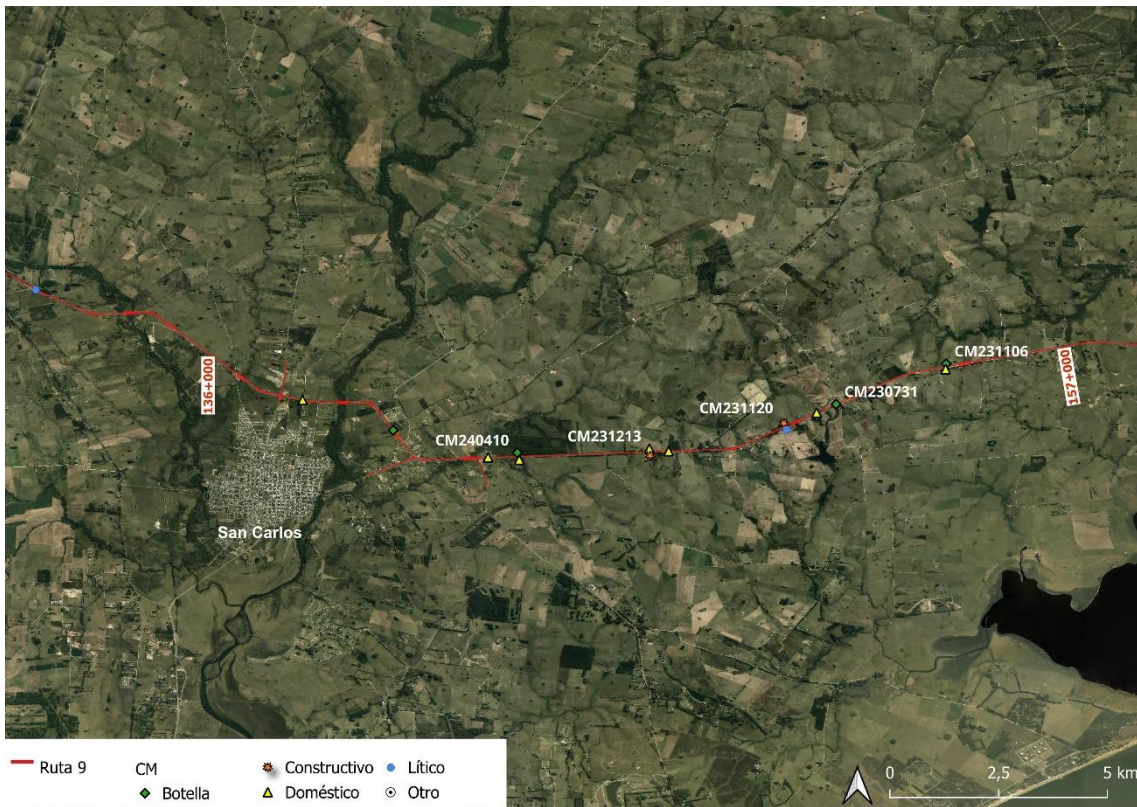 CM231106
157+000
CM230731
136+000
CM231120
CM240410
CM231213
San Carlos
Ruta 9
CM
Constructivo
Lítico
Botella
Doméstico
Otro
0
2,5
5 km